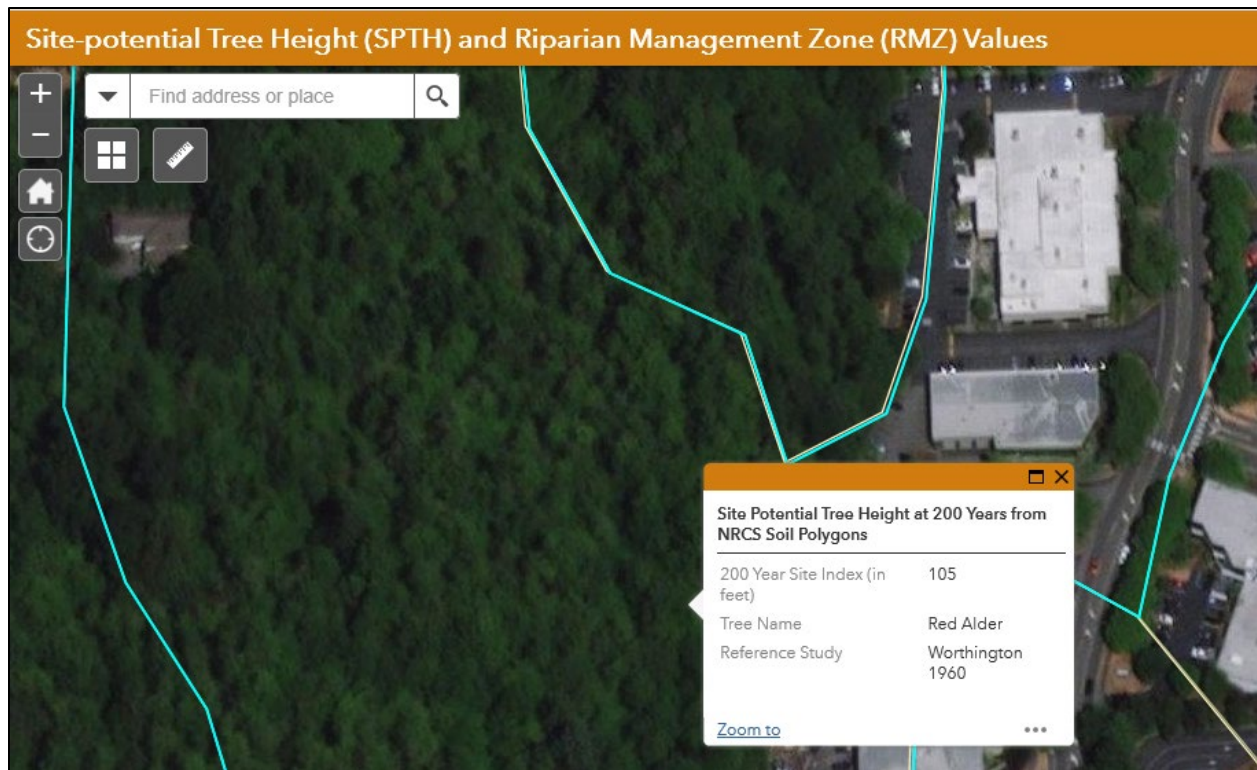 Site-potential Tree Height (SPTH) and Riparian Management Zone (RMZ) Values
Find address or place
Site Potential Tree Height at 200 Years from
NRCS Soil Polygons
200 Year Site Index (in
feet)
105
Tree Name
Red Alder
Reference Study
Worthington
1960
Zoom to